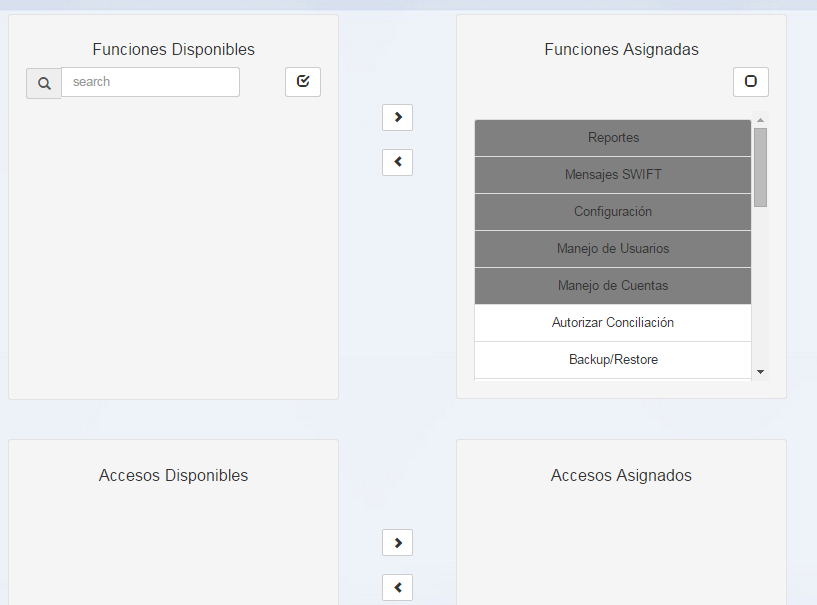 Funciones Disponibles
search
Funciones Asignadas
Reportes
Mensajes SWIFT
Configuración
Manejo de Usuarios
Manejo de Cuentas
Autorizar Conciliación
Backup/Restore
Accesos Disponibles
Accesos Asignados